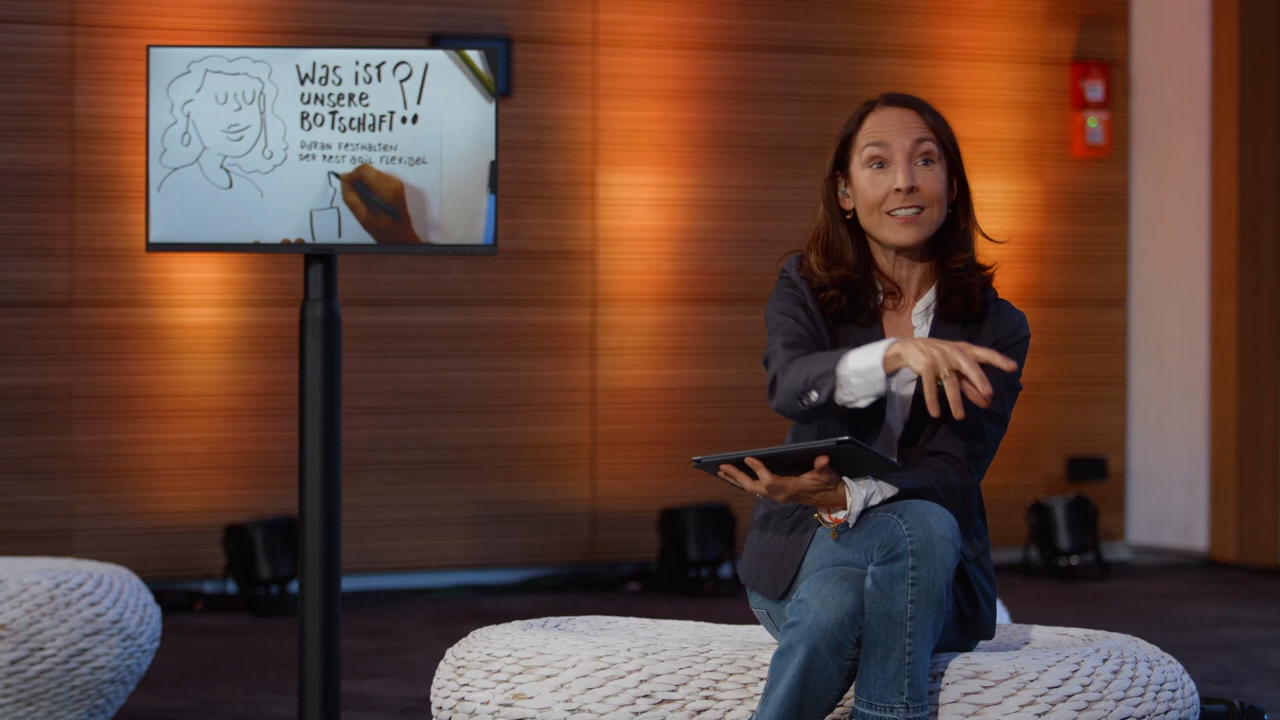 Was ist ?!
unsere
Botschaft
Daran festhalten
der Rest agil flexibel